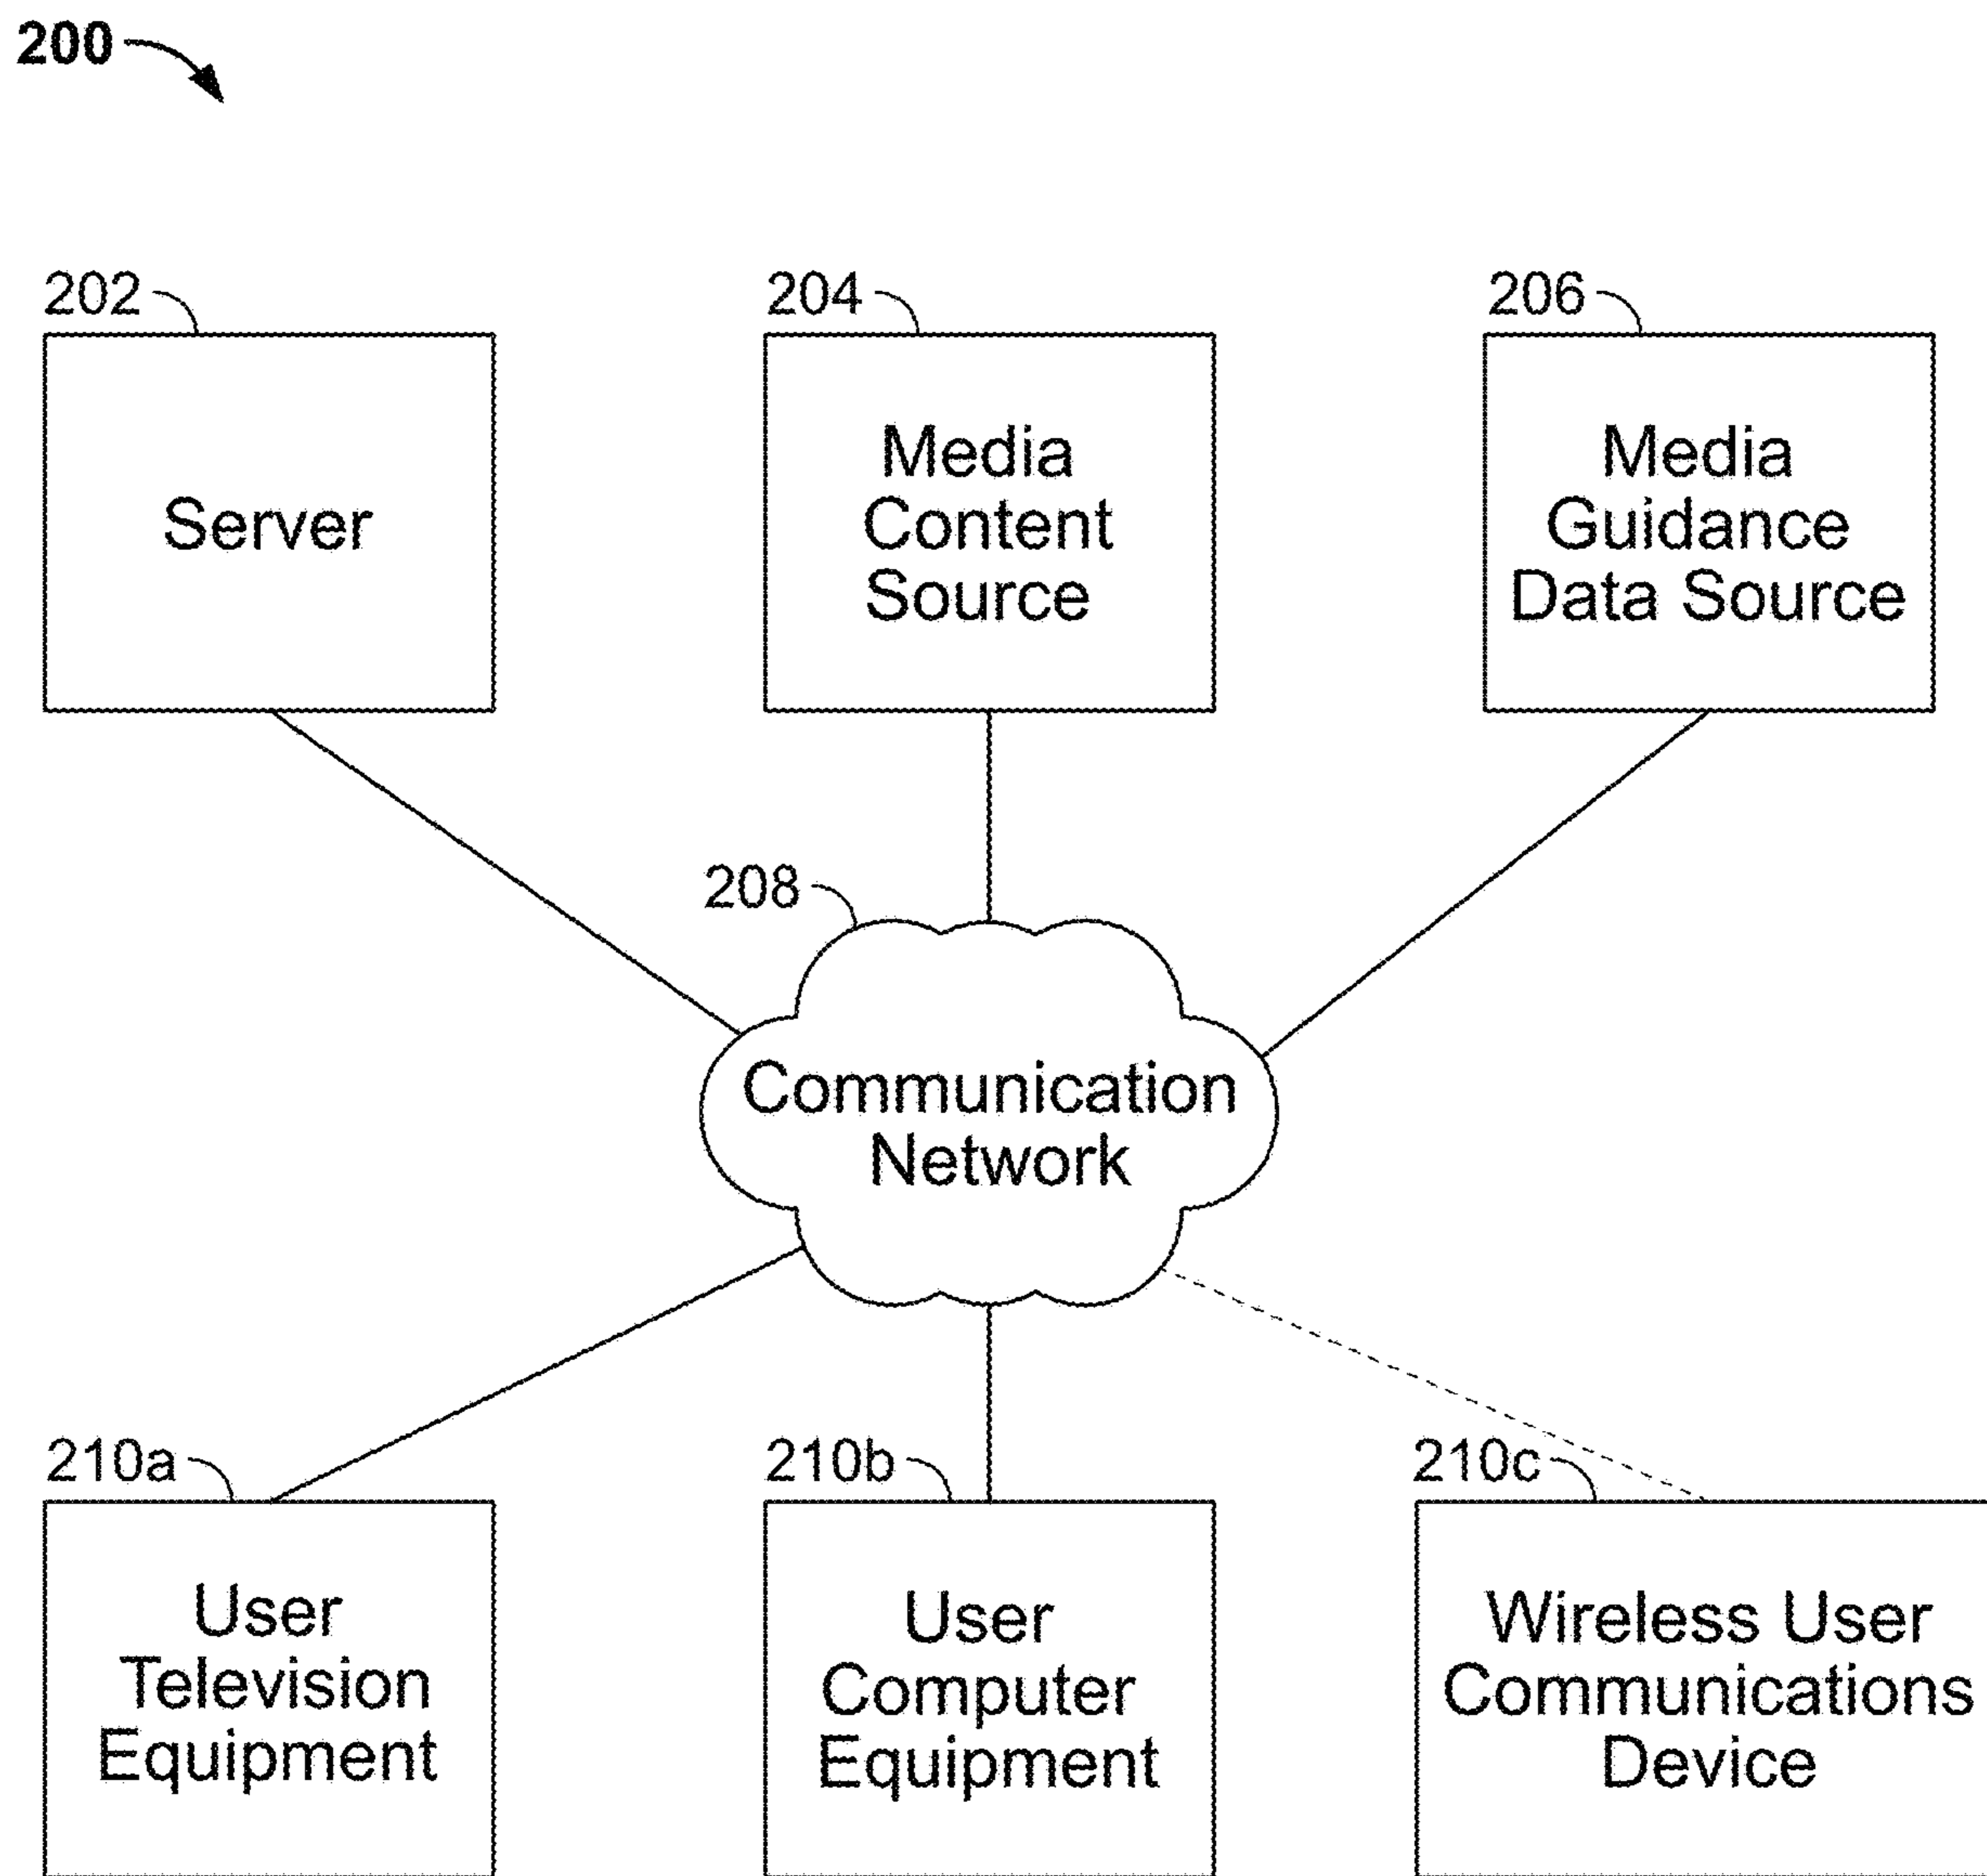 200
202
204
206
Server
Media
Content
Source
Media
Guidance
Data Source
208
Communication
Network
210a
210b
210c
User
Television
Equipment
User
Computer
Equipment
Wireless User
Communications
Device